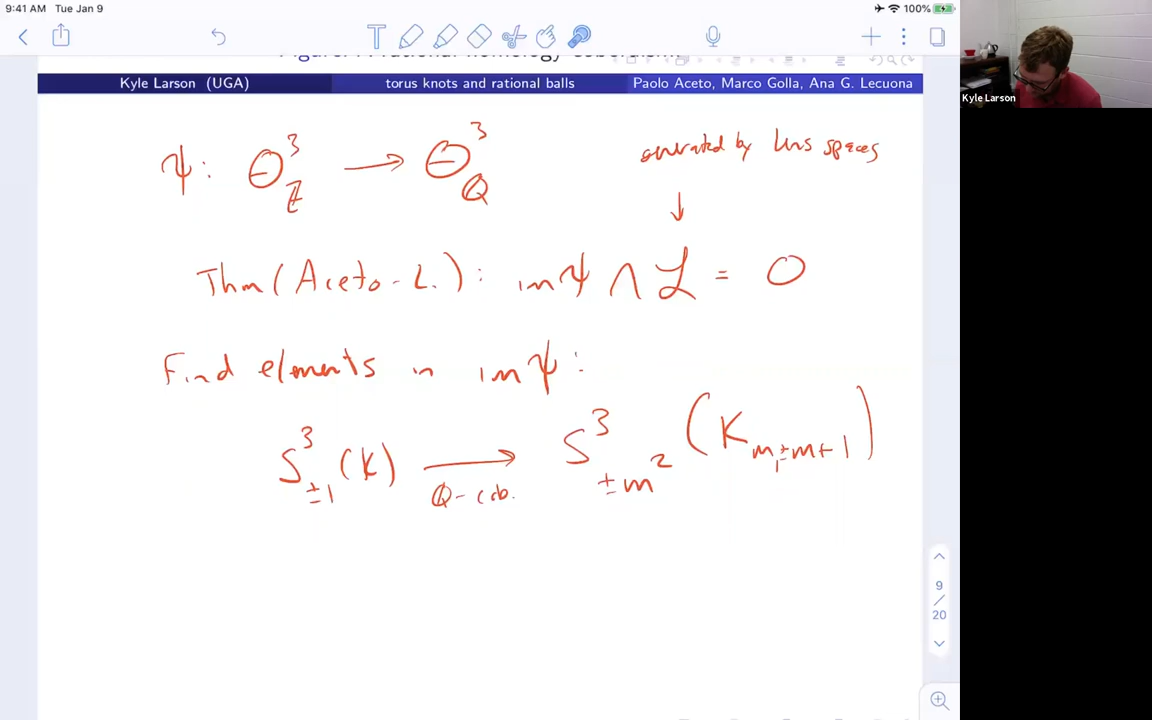 9:41 AM Tue Jan 9
100%
Kyle Larson (UGA) torus knots and rational balls Paolo Aceto, Marco Golla, Ana G. Lecuona
Kyle Larson
ψ: Θ³_Z → Θ³_Q
generated by lens spaces
↓
Thm (Aceto-L.): im ψ ∩ L = 0
Find elements in im ψ:
S³_{±1}(K) → S³_{±m²}(K_{m,±m+1})
Q-cob.
9
/
20